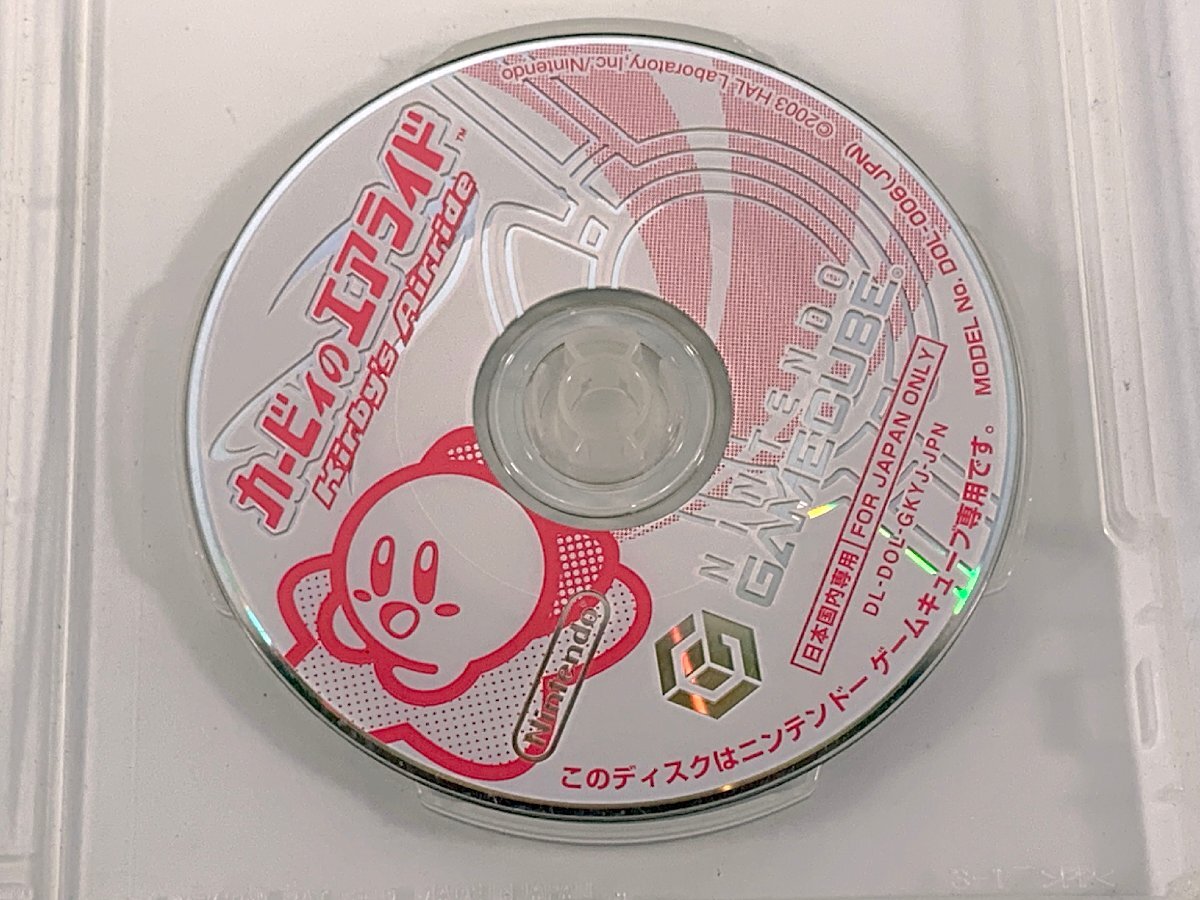 カービィのエアライド™
Kirby's Airride
©2003 HAL Laboratory, Inc./Nintendo
MODEL No. DOL-006(JPN)
NINTENDO
GAMECUBE®
日本国内専用 FOR JAPAN ONLY
DL-DOL-GKYJ-JPN
Nintendo®
このディスクはニンテンドー ゲームキューブ専用です。